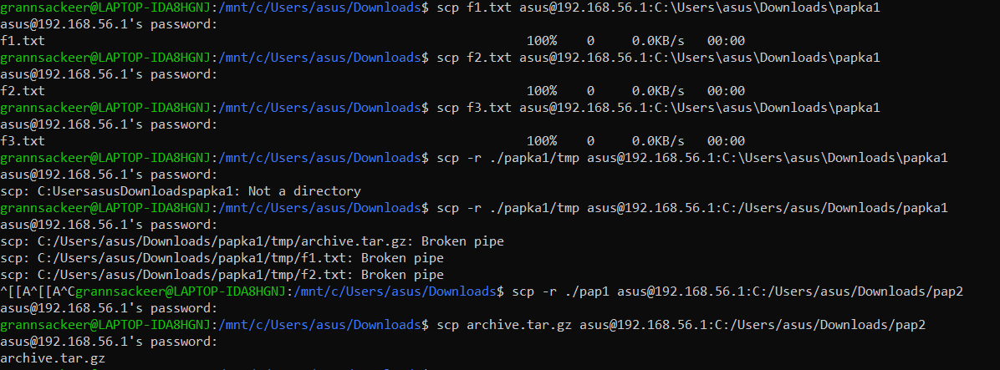 grannsackeer@LAPTOP-IDA8HGNJ:/mnt/c/Users/asus/Downloads$ scp f1.txt asus@192.168.56.1:C:\Users\asus\Downloads\papka1
asus@192.168.56.1's password:
f1.txt 100% 0 0.0KB/s 00:00
grannsackeer@LAPTOP-IDA8HGNJ:/mnt/c/Users/asus/Downloads$ scp f2.txt asus@192.168.56.1:C:\Users\asus\Downloads\papka1
asus@192.168.56.1's password:
f2.txt 100% 0 0.0KB/s 00:00
grannsackeer@LAPTOP-IDA8HGNJ:/mnt/c/Users/asus/Downloads$ scp f3.txt asus@192.168.56.1:C:\Users\asus\Downloads\papka1
asus@192.168.56.1's password:
f3.txt 100% 0 0.0KB/s 00:00
grannsackeer@LAPTOP-IDA8HGNJ:/mnt/c/Users/asus/Downloads$ scp -r ./papka1/tmp asus@192.168.56.1:C:\Users\asus\Downloads\papka1
asus@192.168.56.1's password:
scp: C:UsersasusDownloadspapka1: Not a directory
grannsackeer@LAPTOP-IDA8HGNJ:/mnt/c/Users/asus/Downloads$ scp -r ./papka1/tmp asus@192.168.56.1:C:/Users/asus/Downloads/papka1
asus@192.168.56.1's password:
scp: C:/Users/asus/Downloads/papka1/tmp/archive.tar.gz: Broken pipe
scp: C:/Users/asus/Downloads/papka1/tmp/f1.txt: Broken pipe
scp: C:/Users/asus/Downloads/papka1/tmp/f2.txt: Broken pipe
^[[A^[[A^Cgrannsackeer@LAPTOP-IDA8HGNJ:/mnt/c/Users/asus/Downloads$ scp -r ./pap1 asus@192.168.56.1:C:/Users/asus/Downloads/pap2
asus@192.168.56.1's password:
grannsackeer@LAPTOP-IDA8HGNJ:/mnt/c/Users/asus/Downloads$ scp archive.tar.gz asus@192.168.56.1:C:/Users/asus/Downloads/pap2
asus@192.168.56.1's password:
archive.tar.gz